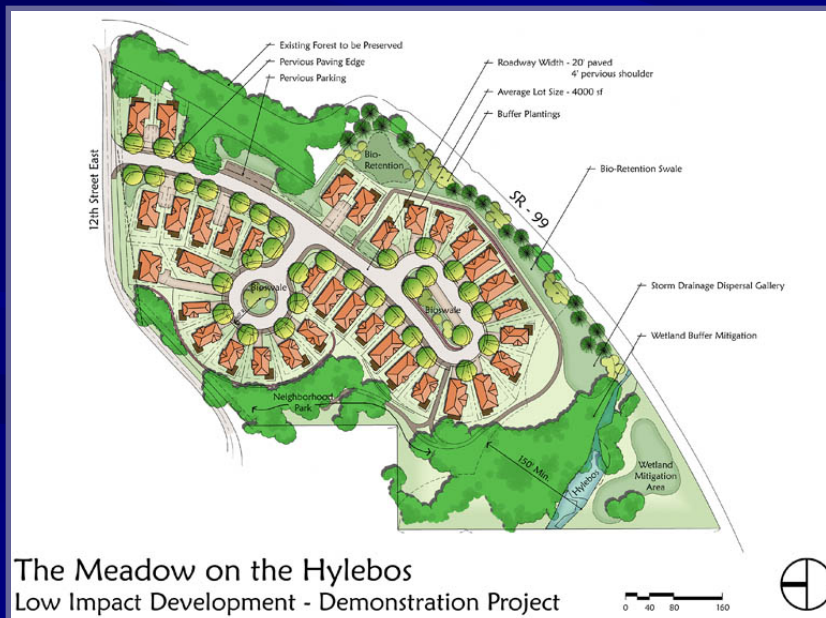 Existing Forest to be Preserved
Pervious Paving Edge
Pervious Parking
Roadway Width - 20' paved
4' pervious shoulder
Average Lot Size - 4000 sf
Buffer Plantings
Bio-
Retention
Bio-Retention Swale
SR - 99
12th Street East
Storm Drainage Dispersal Gallery
Bioswale
Bioswale
Wetland Buffer Mitigation
Neighborhood
Park
150' Min.
Hylebos
Wetland
Mitigation
Area
The Meadow on the Hylebos
Low Impact Development - Demonstration Project
0 40 80 160